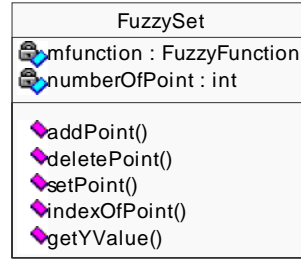 FuzzySet
mfunction : FuzzyFunction
numberOfPoint : int
addPoint()
deletePoint()
setPoint()
indexOfPoint()
getYValue()